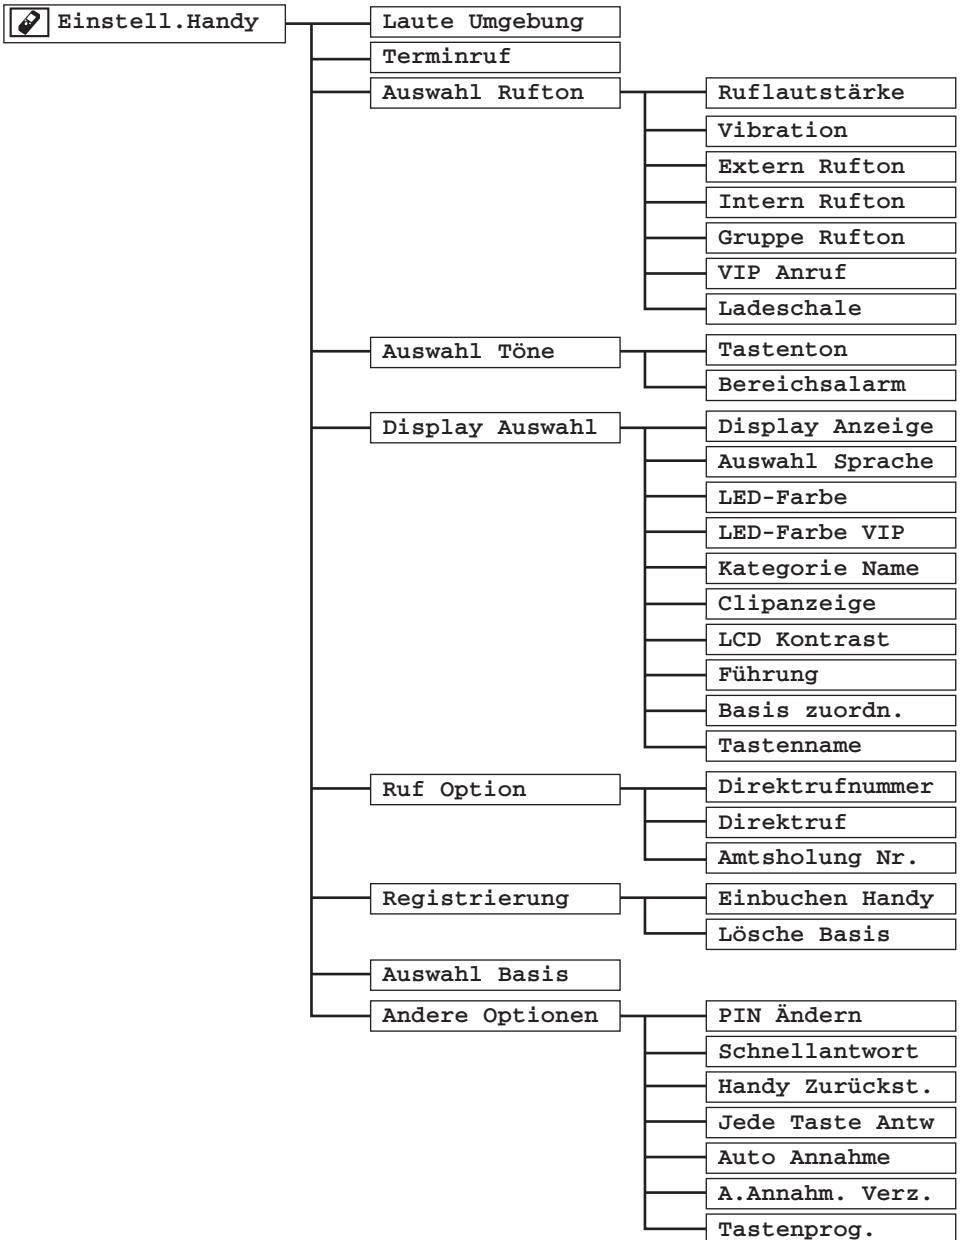 Einstell.Handy
Laute Umgebung
Terminruf
Auswahl Rufton
Ruflautstärke
Vibration
Extern Rufton
Intern Rufton
Gruppe Rufton
VIP Anruf
Ladeschale
Auswahl Töne
Tastenton
Bereichsalarm
Display Auswahl
Display Anzeige
Auswahl Sprache
LED-Farbe
LED-Farbe VIP
Kategorie Name
Clipanzeige
LCD Kontrast
Führung
Basis zuordn.
Tastenname
Ruf Option
Direktrufnummer
Direktruf
Amtsholung Nr.
Registrierung
Einbuchen Handy
Lösche Basis
Auswahl Basis
Andere Optionen
PIN Ändern
Schnellantwort
Handy Zurückst.
Jede Taste Antw
Auto Annahme
A.Annahm. Verz.
Tastenprog.